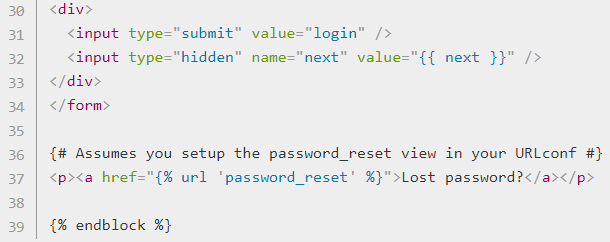 30 <div>
31   <input type="submit" value="login" />
32   <input type="hidden" name="next" value="{{ next }}" />
33 </div>
34 </form>
35
36 {# Assumes you setup the password_reset view in your URLconf #}
37 <p><a href="{% url 'password_reset' %}">Lost password?</a></p>
38
39 {% endblock %}